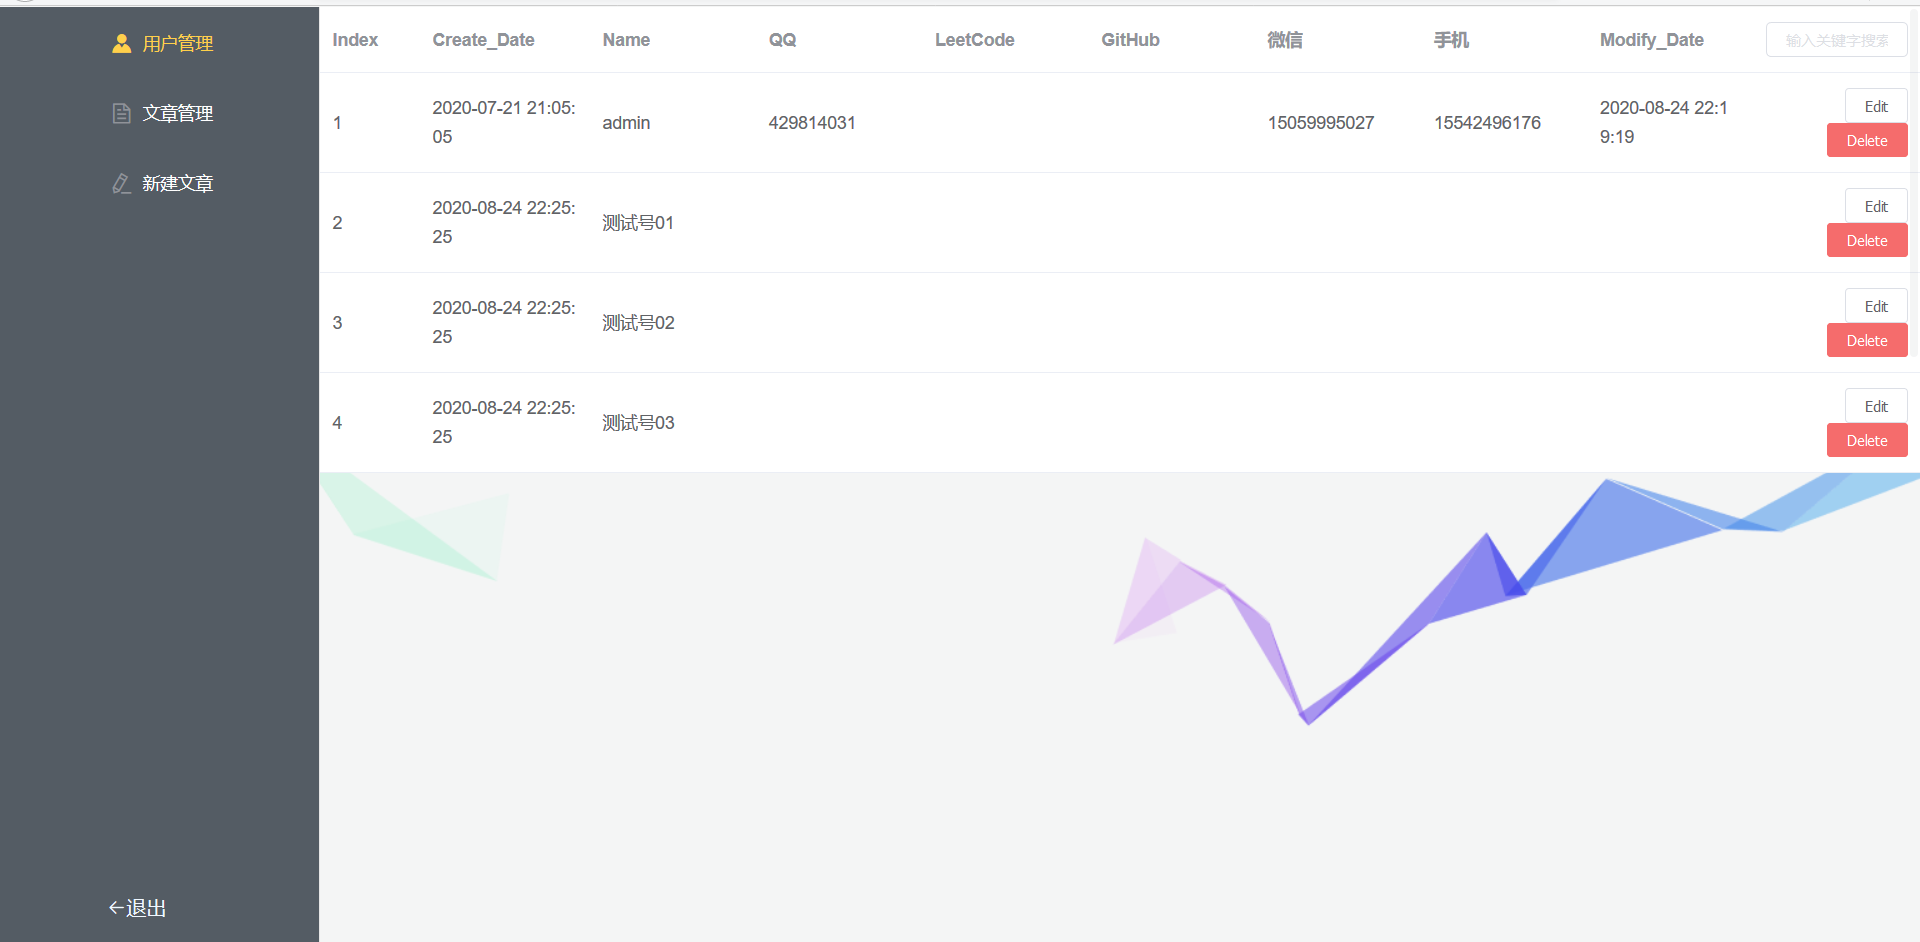 用户管理
文章管理
新建文章
←退出
Index Create_Date Name QQ LeetCode GitHub 微信 手机 Modify_Date 输入关键字搜索
1 2020-07-21 21:05:05 admin 429814031 15059995027 15542496176 2020-08-24 22:19:19 Edit Delete
2 2020-08-24 22:25:25 测试号01 Edit Delete
3 2020-08-24 22:25:25 测试号02 Edit Delete
4 2020-08-24 22:25:25 测试号03 Edit Delete